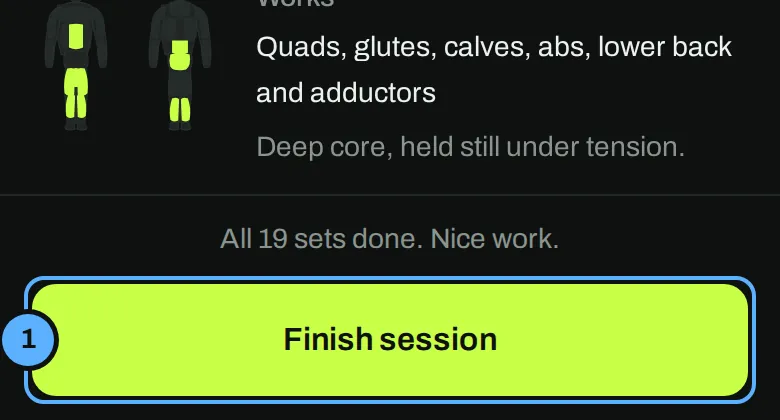 Works
Quads, glutes, calves, abs, lower back
and adductors
Deep core, held still under tension.
All 19 sets done. Nice work.
1
Finish session